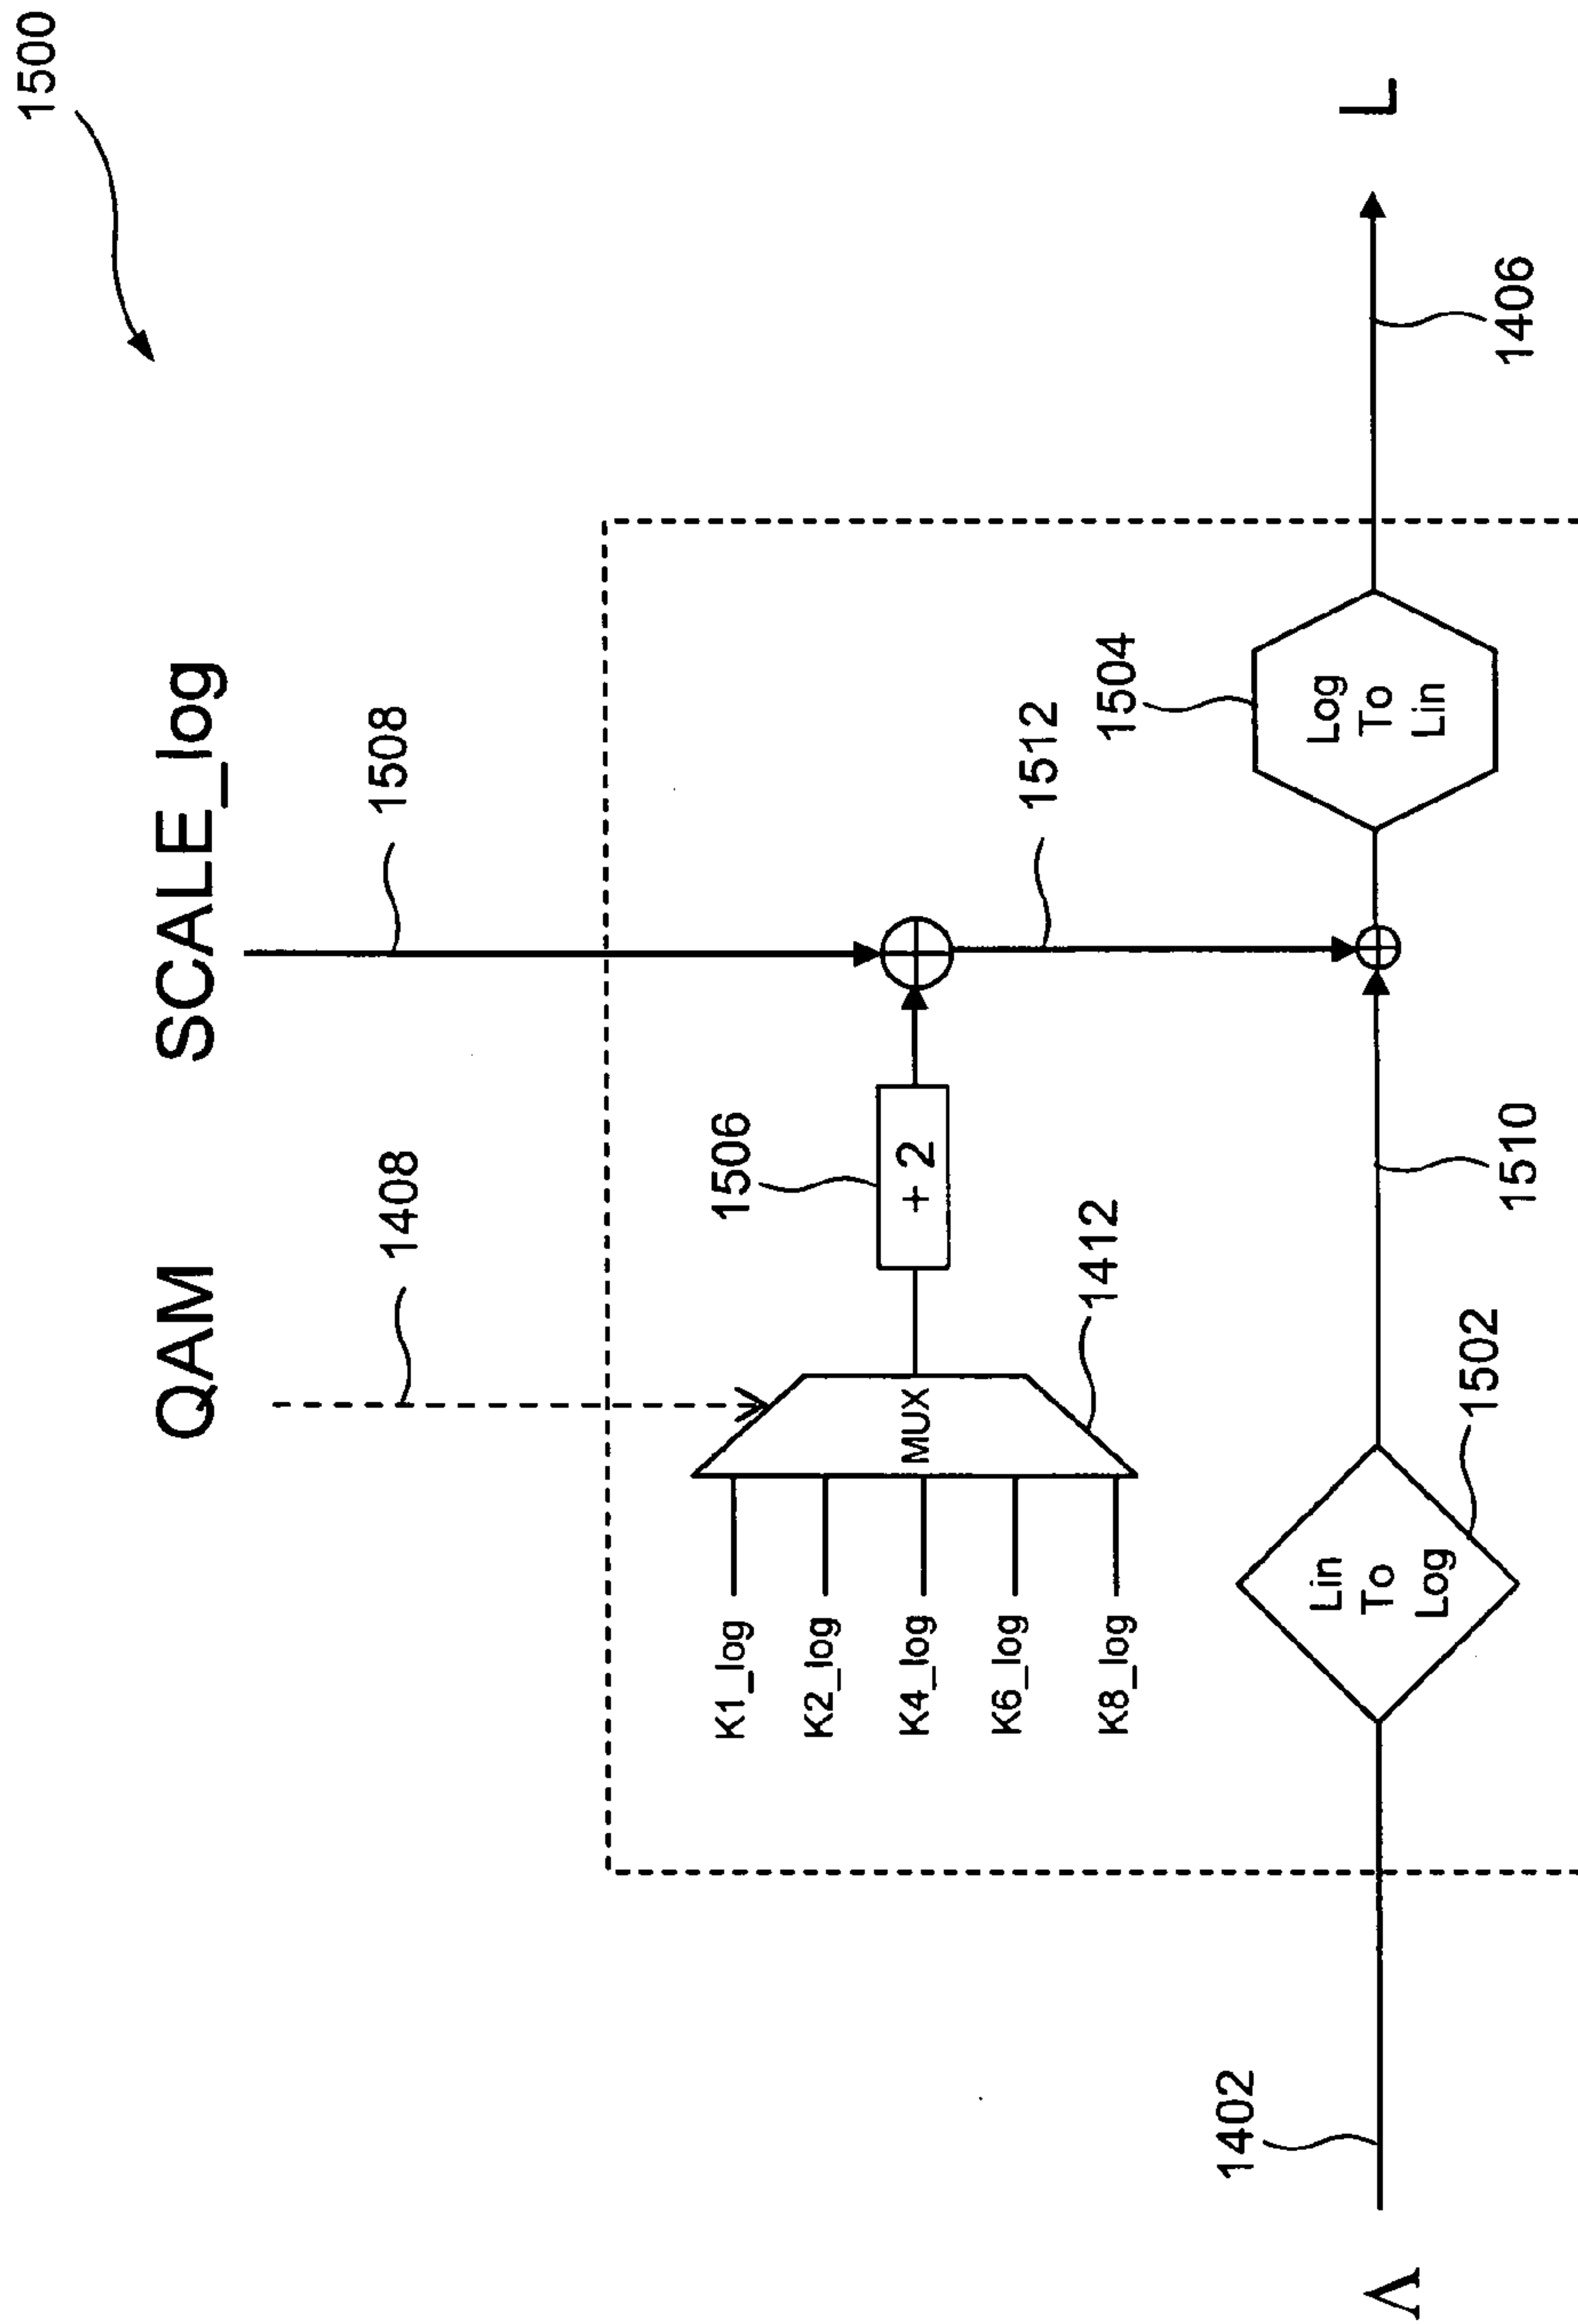 1500
QAM
SCALE_log
1408
1508
1506
K1_log
K2_log
K4_log
K6_log
K8_log
MUX
+ 2
1412
1512
1504
1402
Lin
To
Log
Log
To
Lin
Λ
L
1502
1510
1406